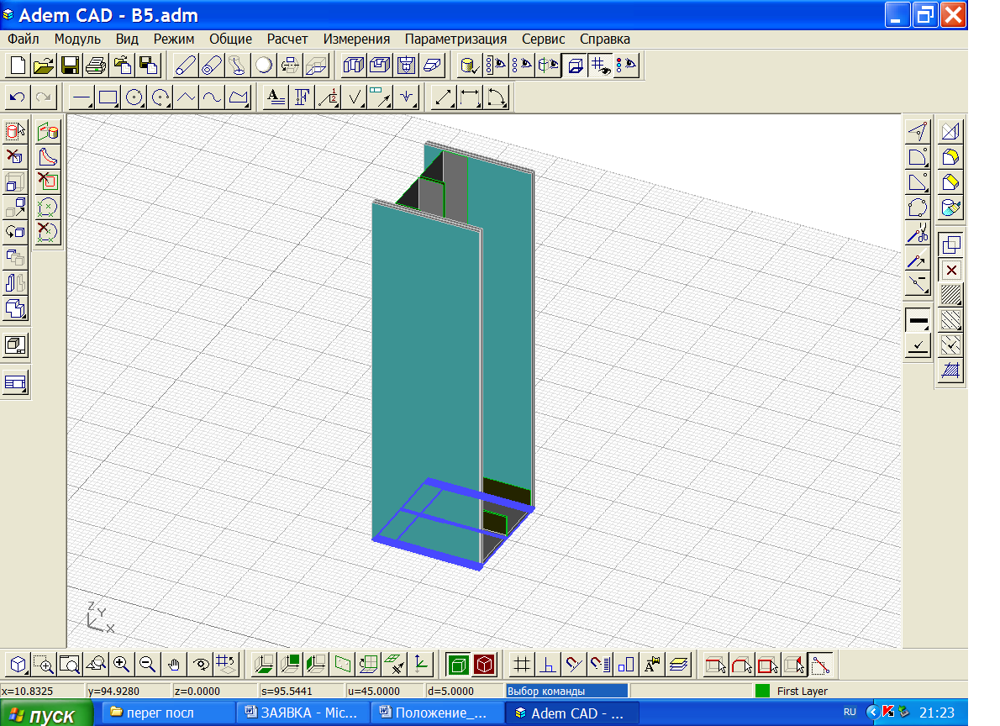 Adem CAD - B5.adm
Файл Модуль Вид Режим Общие Расчет Измерения Параметризация Сервис Справка
Z Y X
x=10.8325 y=94.9280 z=0.0000 s=95.5441 u=45.0000 d=5.0000 Выбор команды First Layer
пуск перег посл ЗАЯВКА - Mic... Положение_... Adem CAD - ... RU 21:23